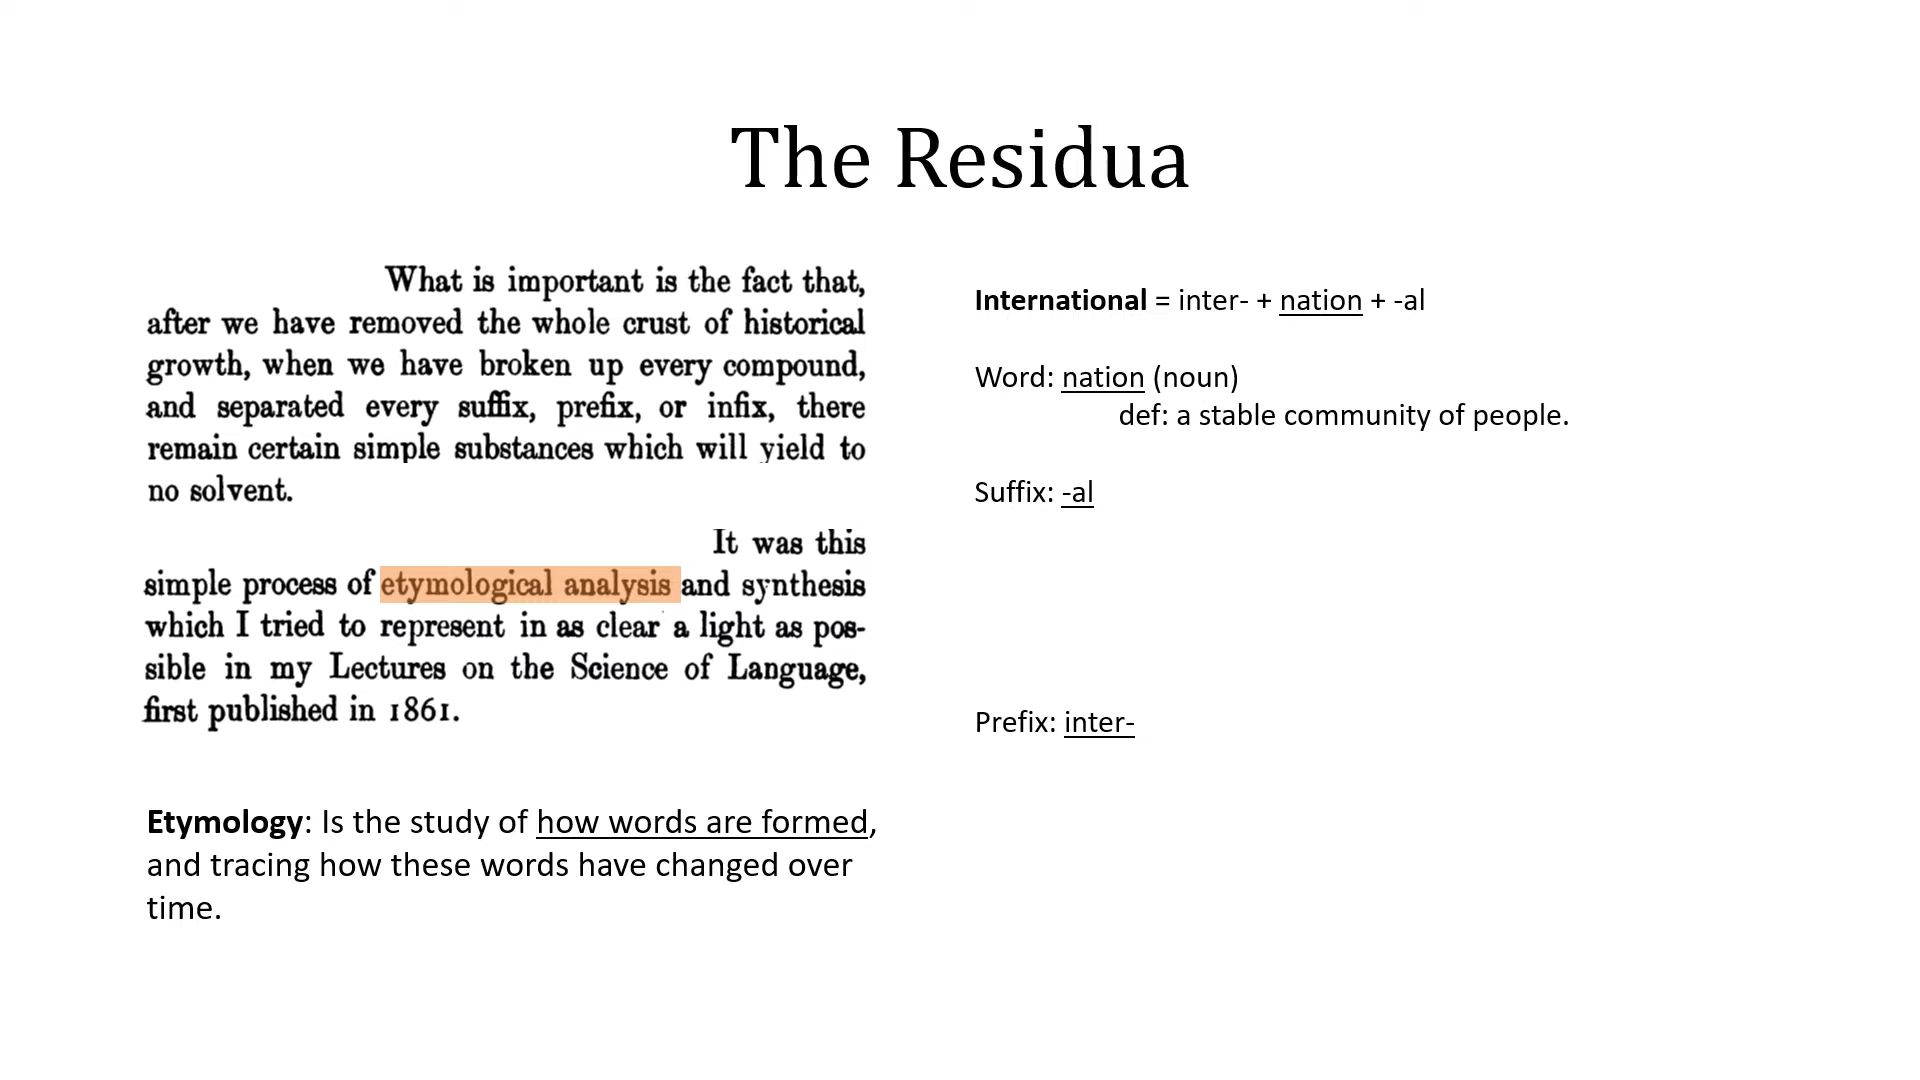 The Residua
What is important is the fact that,
after we have removed the whole crust of historical
growth, when we have broken up every compound,
and separated every suffix, prefix, or infix, there
remain certain simple substances which will yield to
no solvent.
It was this
simple process of etymological analysis and synthesis
which I tried to represent in as clear a light as pos-
sible in my Lectures on the Science of Language,
first published in 1861.
Etymology: Is the study of how words are formed,
and tracing how these words have changed over
time.
International = inter- + nation + -al
Word: nation (noun)
def: a stable community of people.
Suffix: -al
Prefix: inter-